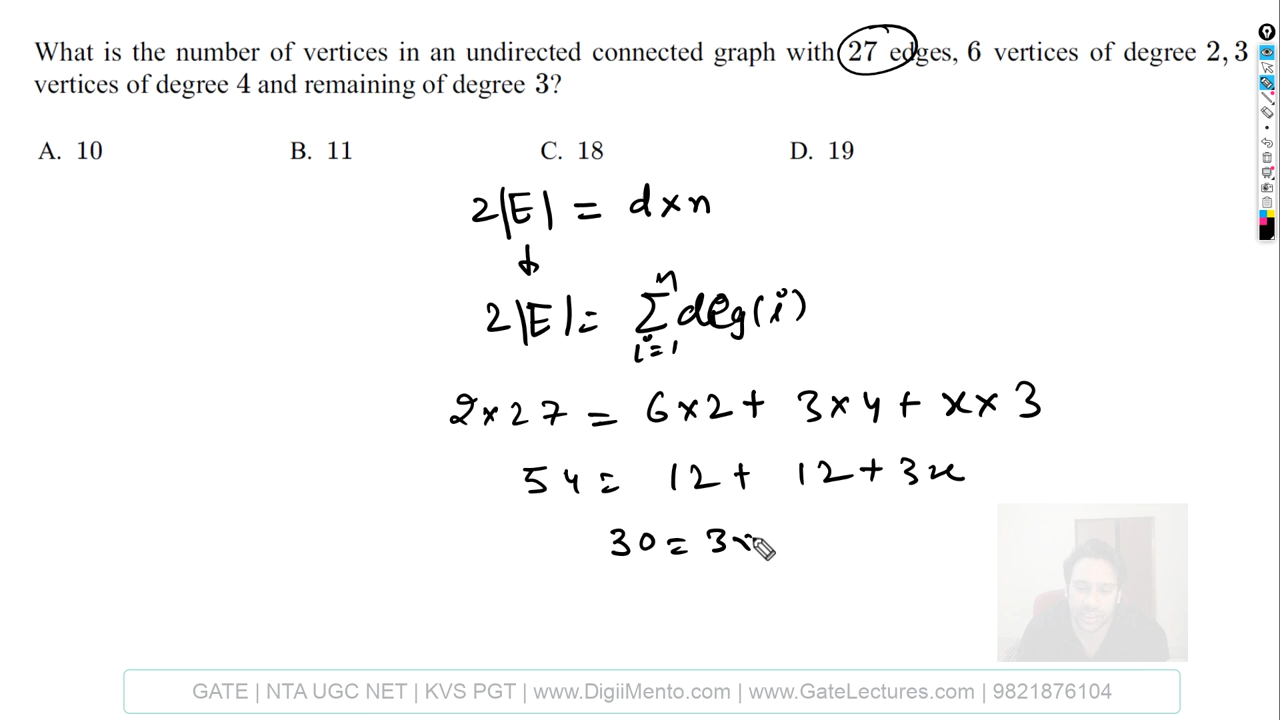 What is the number of vertices in an undirected connected graph with 27 edges, 6 vertices of degree 2, 3
vertices of degree 4 and remaining of degree 3?
A. 10 B. 11 C. 18 D. 19
2|E| = d × n
↓
2|E| = ∑ⁿᵢ₌₁ deg(i)
2 × 27 = 6 × 2 + 3 × 4 + x × 3
54 = 12 + 12 + 3x
30 = 3x
GATE | NTA UGC NET | KVS PGT | www.DigiiMento.com | www.GateLectures.com | 9821876104